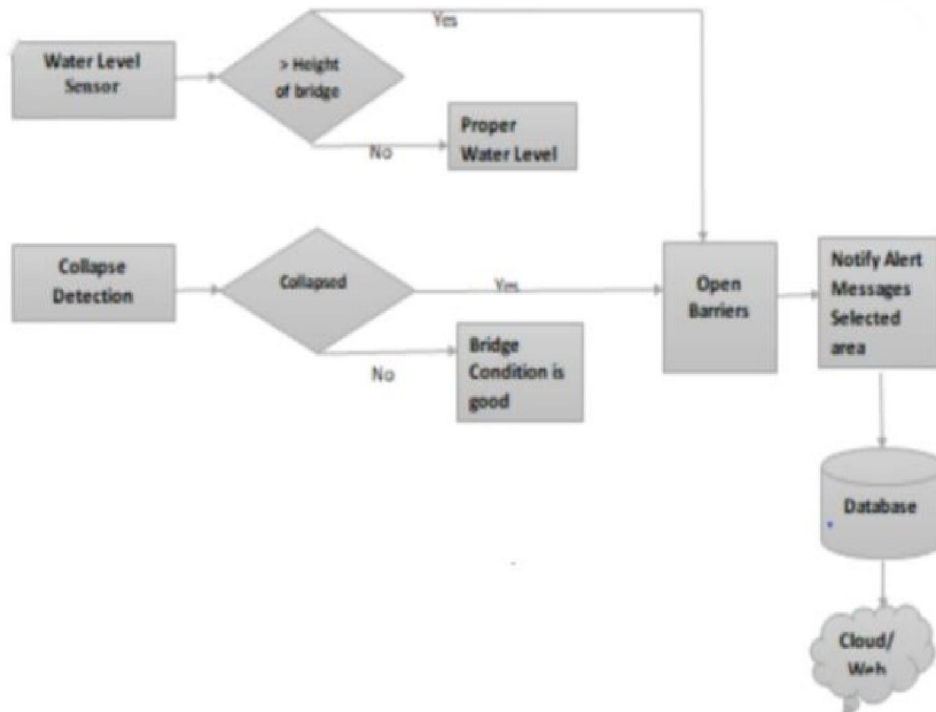 Yes
Water Level
Sensor
> Height
of bridge
No
Proper
Water Level
Collapse
Detection
Collapsed
Yes
No
Bridge
Condition is
good
Open
Barriers
Notify Alert
Messages
Selected
area
Database
Cloud/
Web